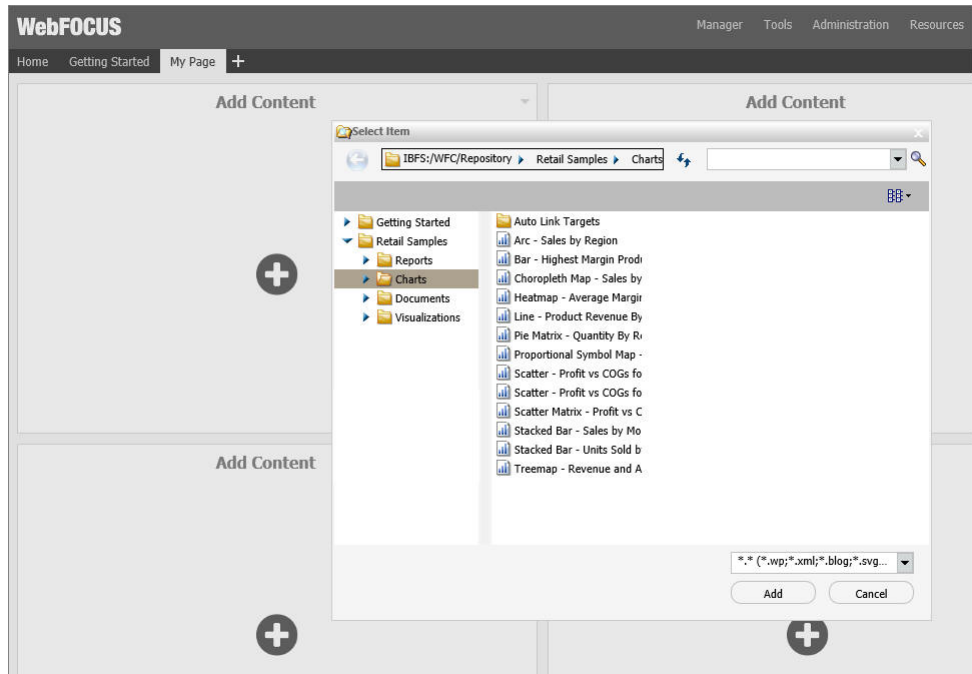 WebFOCUS
Manager Tools Administration Resources
Home Getting Started My Page
Add Content
Add Content
Select Item
IBFS:/WFC/Repository Retail Samples Charts
Getting Started
Retail Samples
Reports
Charts
Documents
Visualizations
Auto Link Targets
Arc - Sales by Region
Bar - Highest Margin Produ
Choropleth Map - Sales by
Heatmap - Average Margin
Line - Product Revenue By
Pie Matrix - Quantity By Re
Proportional Symbol Map -
Scatter - Profit vs COGs fo
Scatter - Profit vs COGs fo
Scatter Matrix - Profit vs C
Stacked Bar - Sales by Mo
Stacked Bar - Units Sold b
Treemap - Revenue and A
*.* (*.wp;*.xml;*.blog;*.svg...
Add Cancel
Add Content